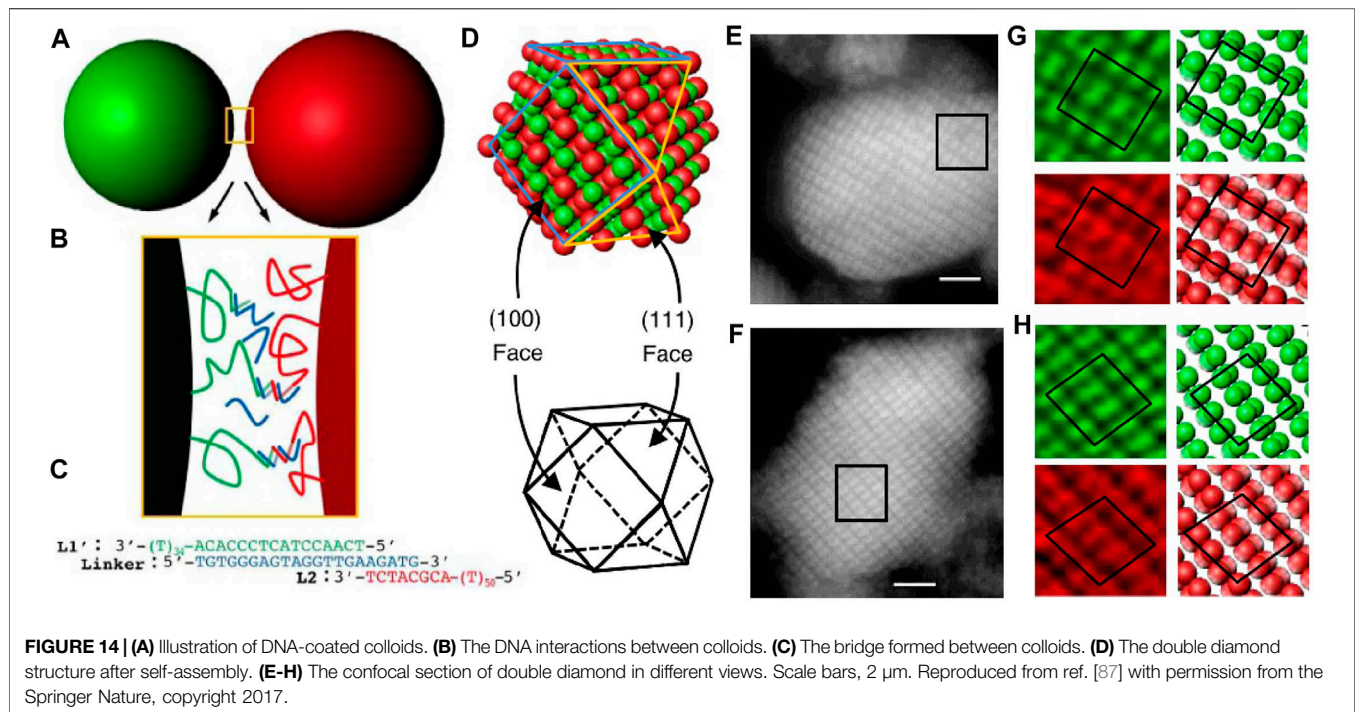 A
B
C
L1′ : 3′-(T)34-ACACCCTCATCCAACT-5′
Linker : 5′-TGTGGGAGTAGGTTGAAGATG-3′
L2 : 3′-TCTACGCA-(T)50-5′
D
(100)
Face
(111)
Face
E
F
G
H
FIGURE 14 | (A) Illustration of DNA-coated colloids. (B) The DNA interactions between colloids. (C) The bridge formed between colloids. (D) The double diamond
structure after self-assembly. (E-H) The confocal section of double diamond in different views. Scale bars, 2 µm. Reproduced from ref. [87] with permission from the
Springer Nature, copyright 2017.